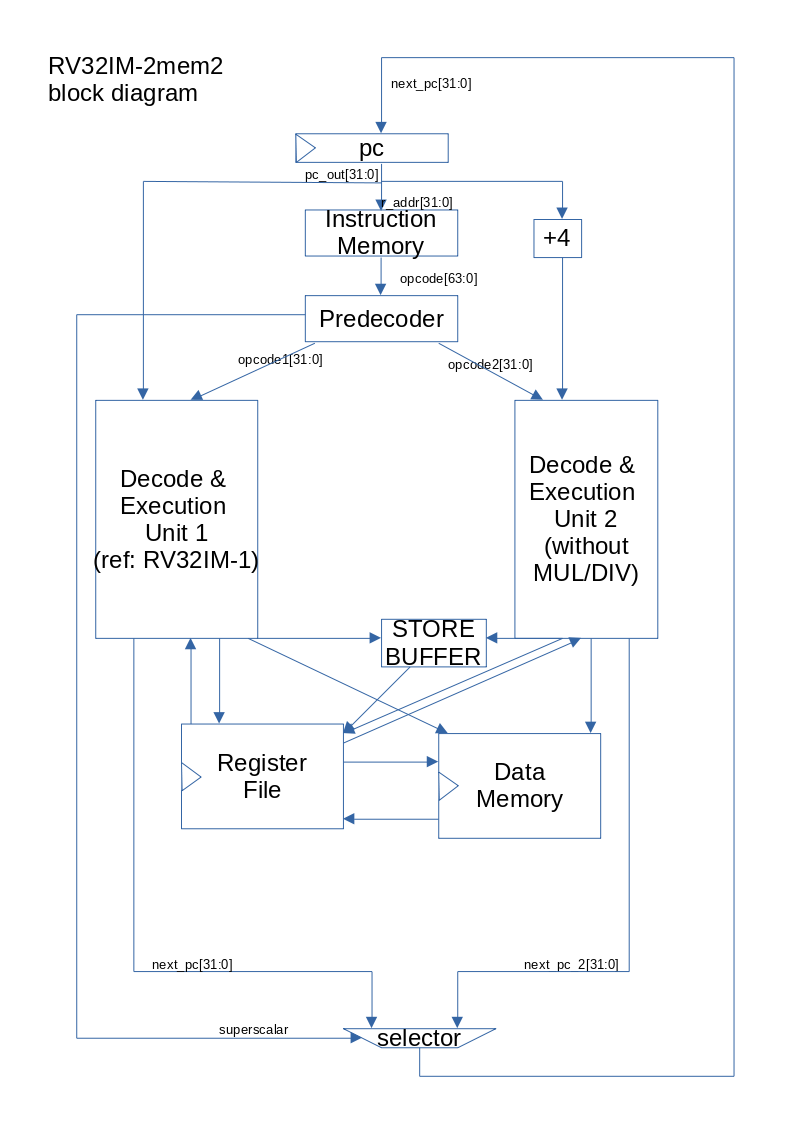 RV32IM-2mem2
block diagram
next_pc[31:0]
pc
pc_out[31:0]
r_addr[31:0]
Instruction
Memory
+4
opcode[63:0]
Predecoder
opcode1[31:0]
opcode2[31:0]
Decode &
Execution
Unit 1
(ref: RV32IM-1)
Decode &
Execution
Unit 2
(without
MUL/DIV)
STORE
BUFFER
Register
File
Data
Memory
next_pc[31:0]
next_pc_2[31:0]
superscalar
selector